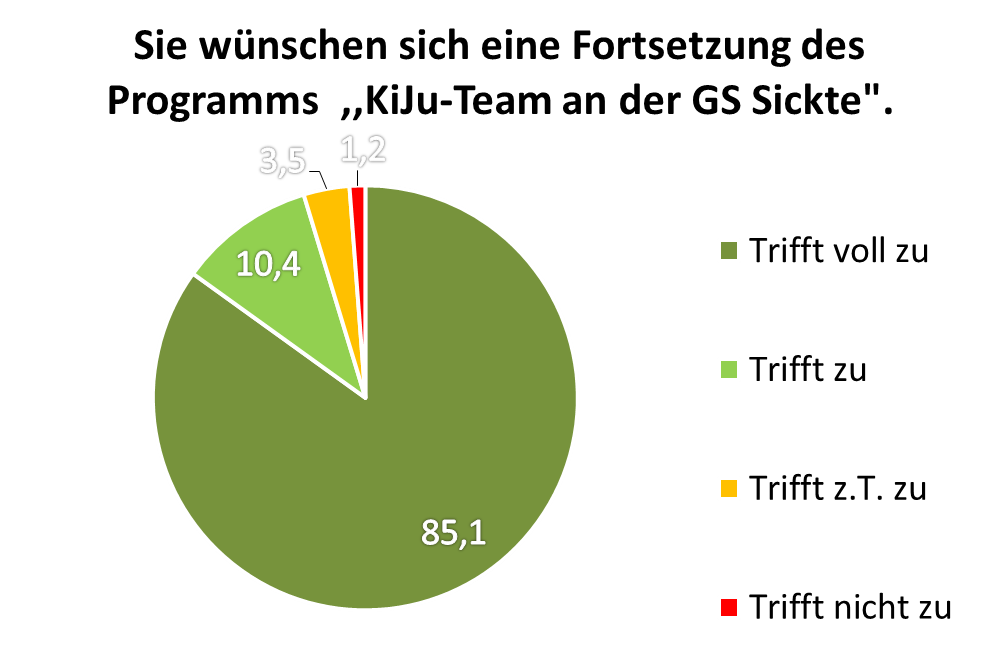 Sie wünschen sich eine Fortsetzung des
Programms ,,KiJu-Team an der GS Sickte".
3,5
1,2
10,4
85,1
Trifft voll zu
Trifft zu
Trifft z.T. zu
Trifft nicht zu